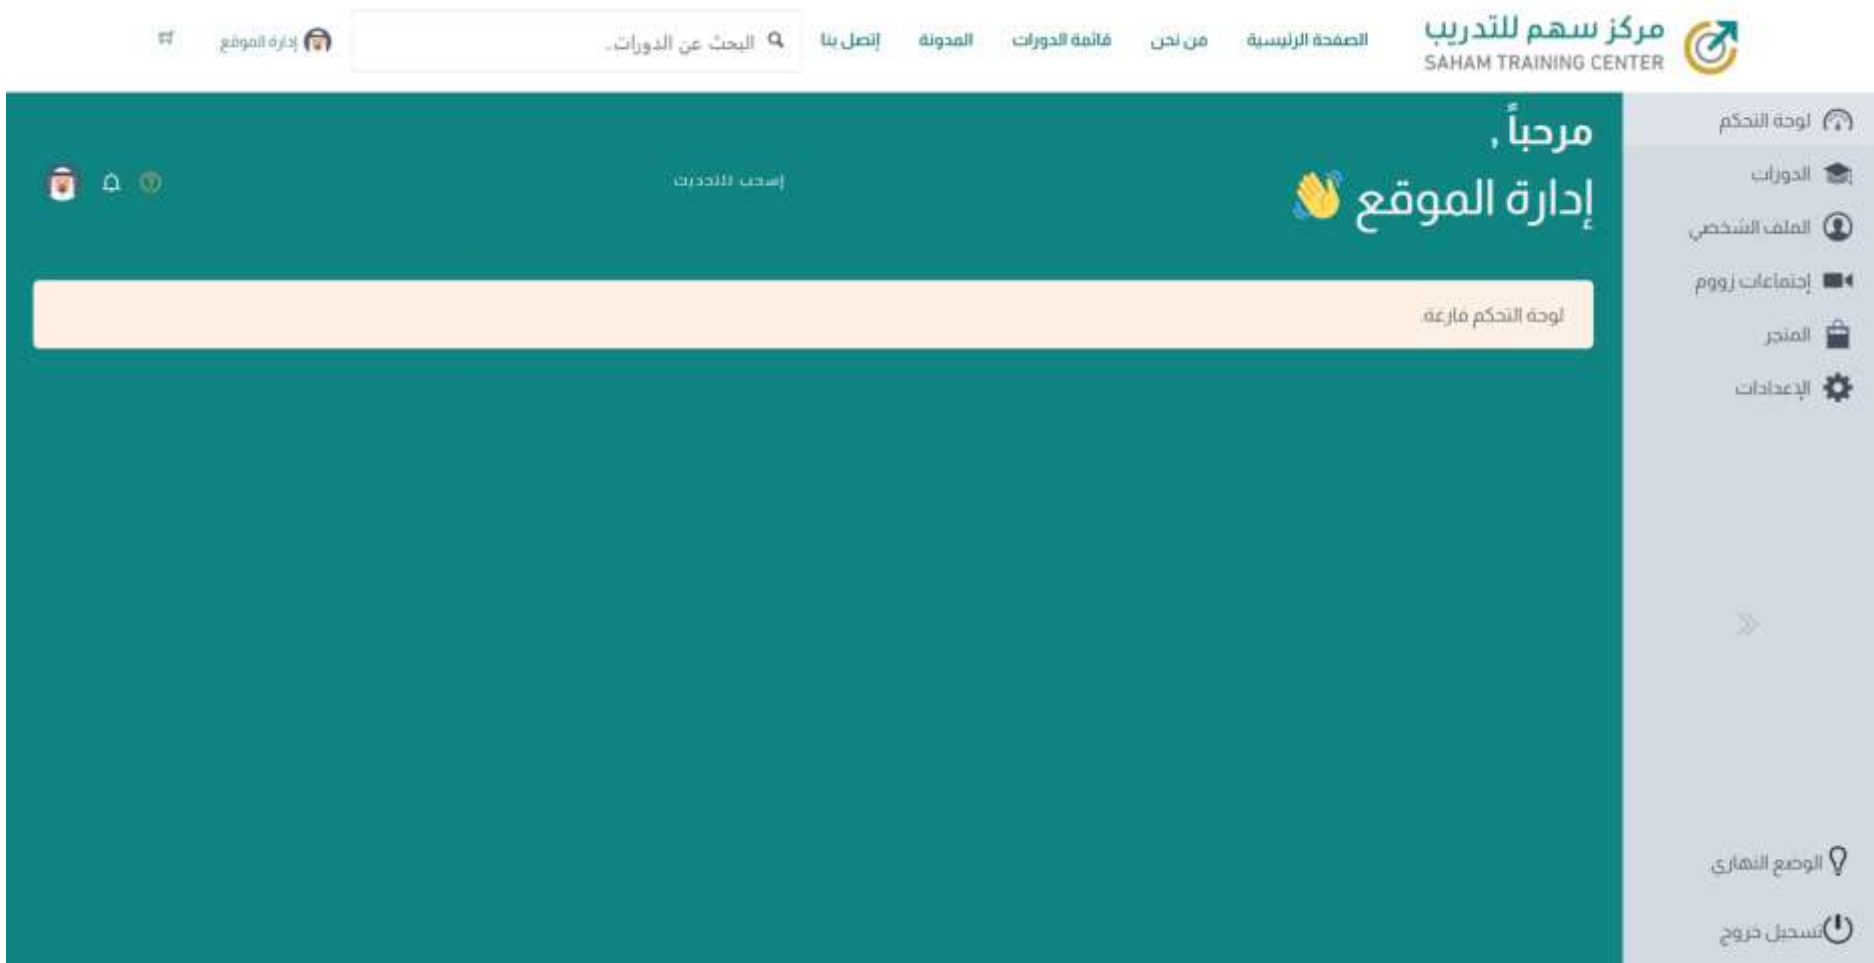 مركز سهم للتدريب
SAHAM TRAINING CENTER
الصفحة الرئيسية
من نحن
قائمة الدورات
المدونة
إتصل بنا
البحث عن الدورات..
إدارة الموقع
لوحة التحكم
الدورات
الملف الشخصي
إجتماعات زووم
المتجر
الإعدادات
الوضع النهاري
تسجيل خروج
مرحباً ,
إدارة الموقع 👋
إسحب للتحديث
لوحة التحكم فارغة